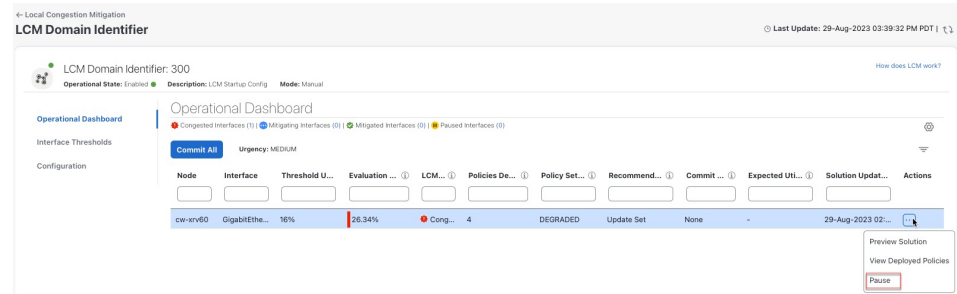 ← Local Congestion Mitigation
LCM Domain Identifier
Last Update: 29-Aug-2023 03:39:32 PM PDT |
LCM Domain Identifier: 300
How does LCM work?
Operational State: Enabled Description: LCM Startup Config Mode: Manual
Operational Dashboard
Operational Dashboard
Congested Interfaces (1) | Mitigating Interfaces (0) | Mitigated Interfaces (0) | Paused Interfaces (0)
Interface Thresholds
Commit All Urgency: MEDIUM
Configuration
Node Interface Threshold U... Evaluation ... LCM... Policies De... Policy Set... Recommend... Commit ... Expected Uti... Solution Updat... Actions
cw-xrv60 GigabitEthe... 16% 26.34% Cong... 4 DEGRADED Update Set None - 29-Aug-2023 02:... ...
Preview Solution
View Deployed Policies
Pause